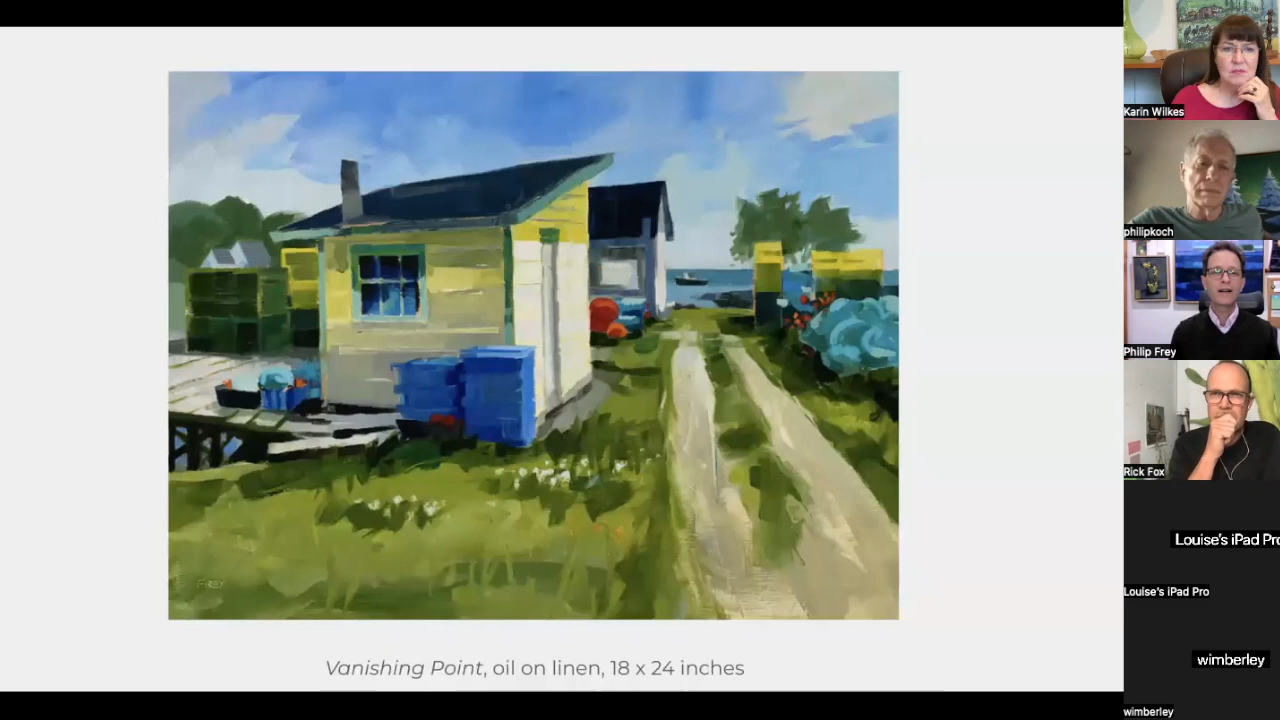 FREY
Vanishing Point, oil on linen, 18 x 24 inches
Karin Wilkes
philipkoch
Philip Frey
Rick Fox
Louise's iPad Pro
Louise's iPad Pro
wimberley
wimberley